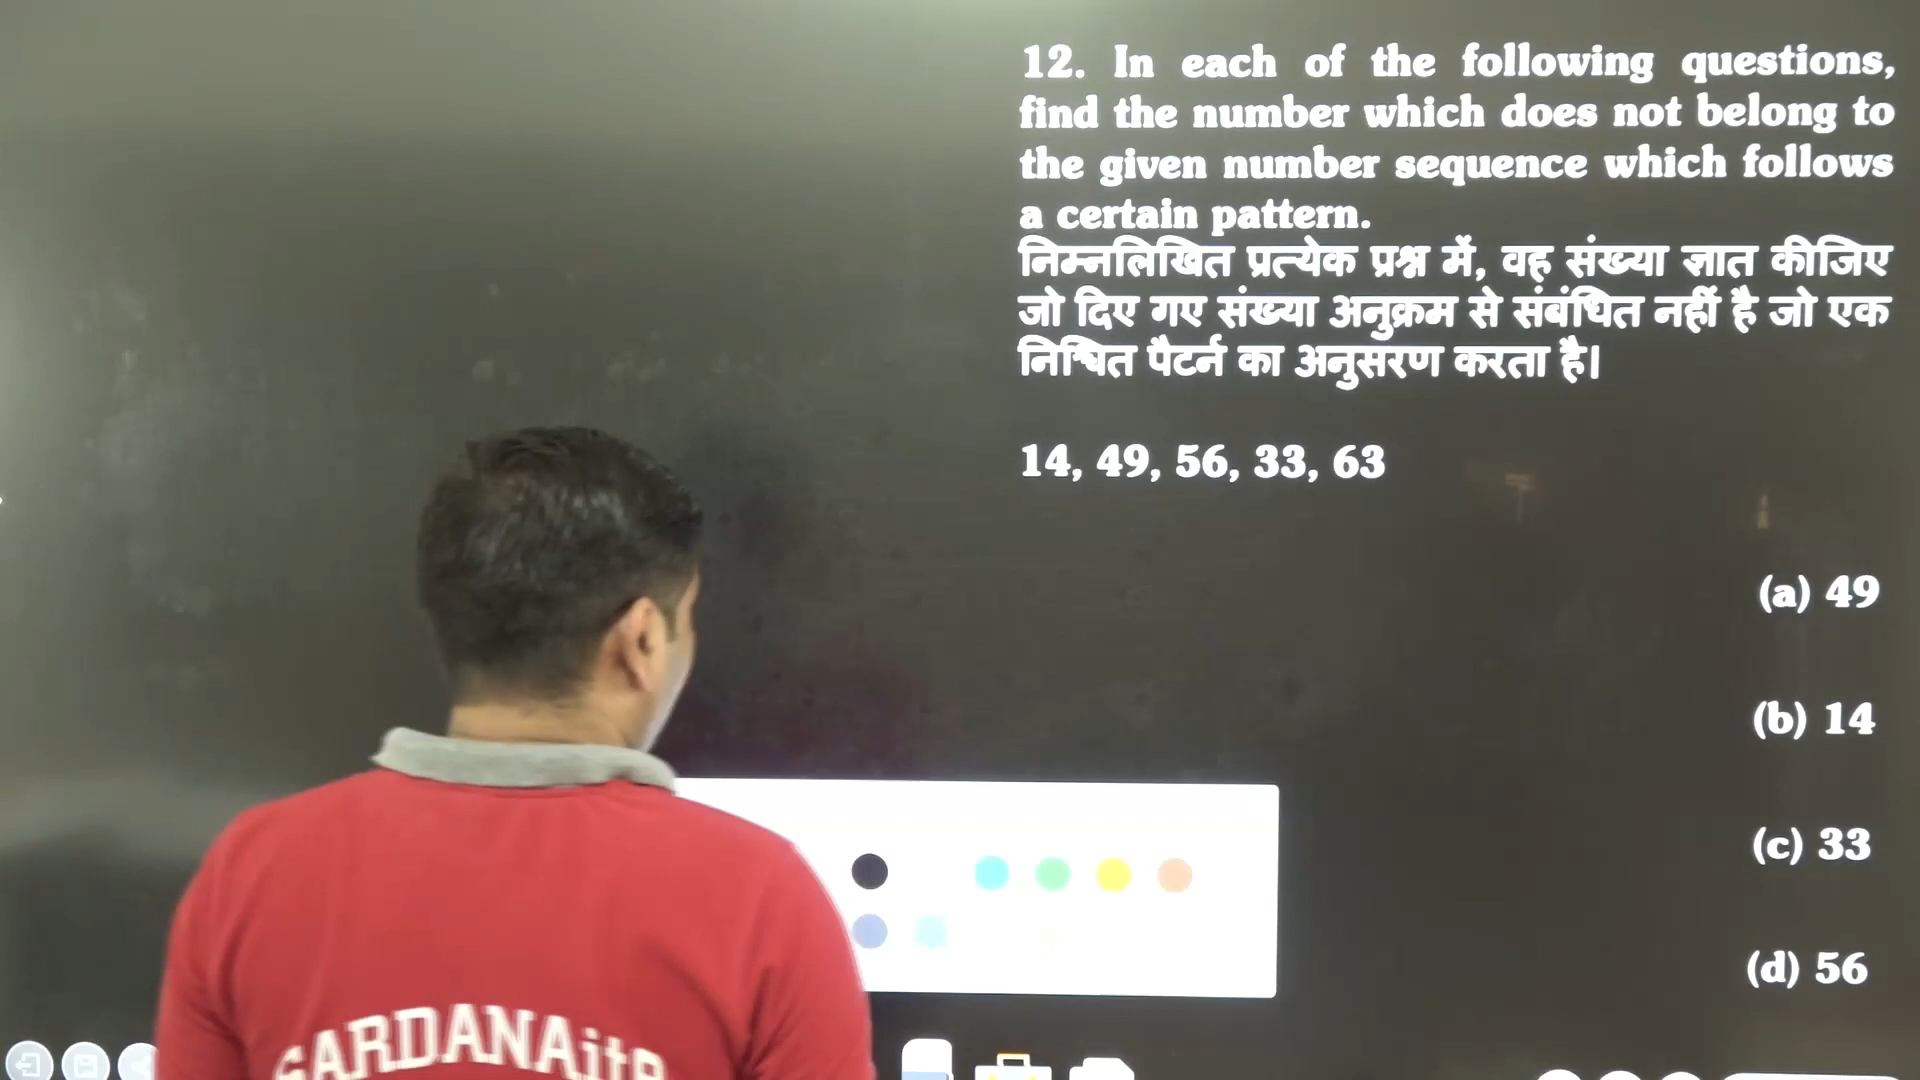 12. In each of the following questions,
find the number which does not belong to
the given number sequence which follows
a certain pattern.
निम्नलिखित प्रत्येक प्रश्न में, वह संख्या ज्ञात कीजिए
जो दिए गए संख्या अनुक्रम से संबंधित नहीं है जो एक
निश्चित पैटर्न का अनुसरण करता है।
14, 49, 56, 33, 63
(a) 49
(b) 14
(c) 33
(d) 56